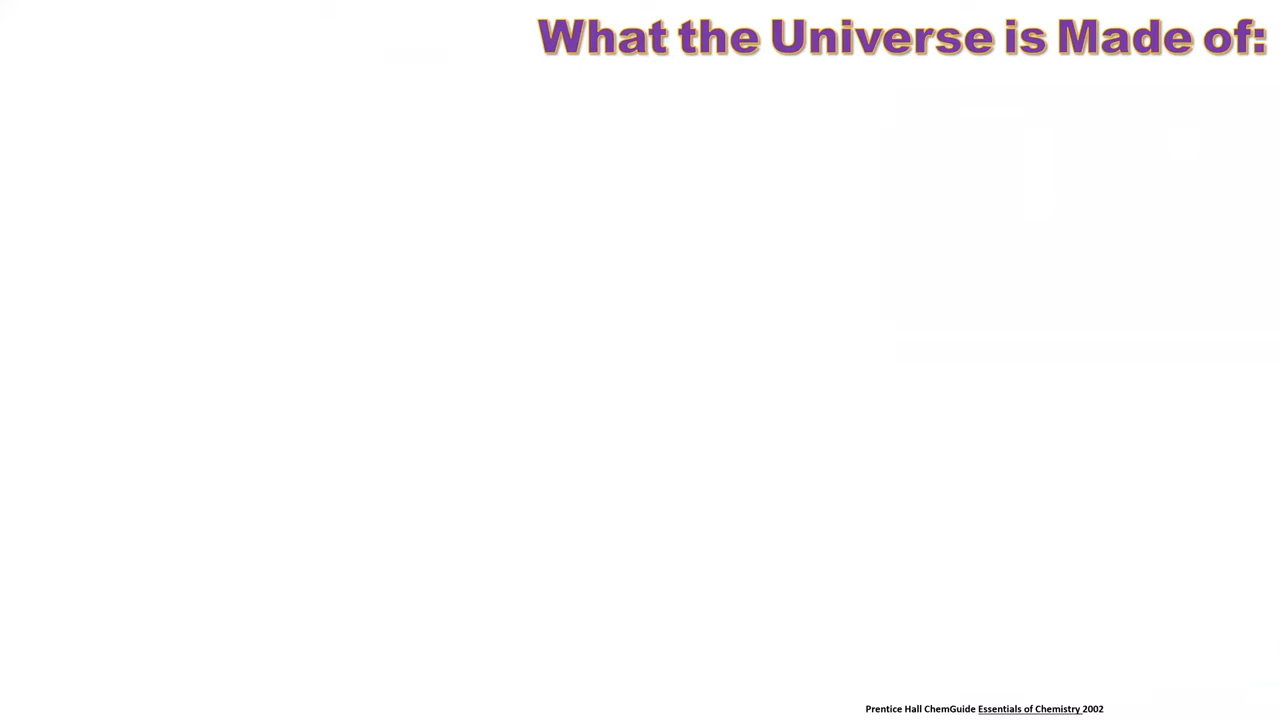 What the Universe is Made of:
Prentice Hall ChemGuide Essentials of Chemistry 2002